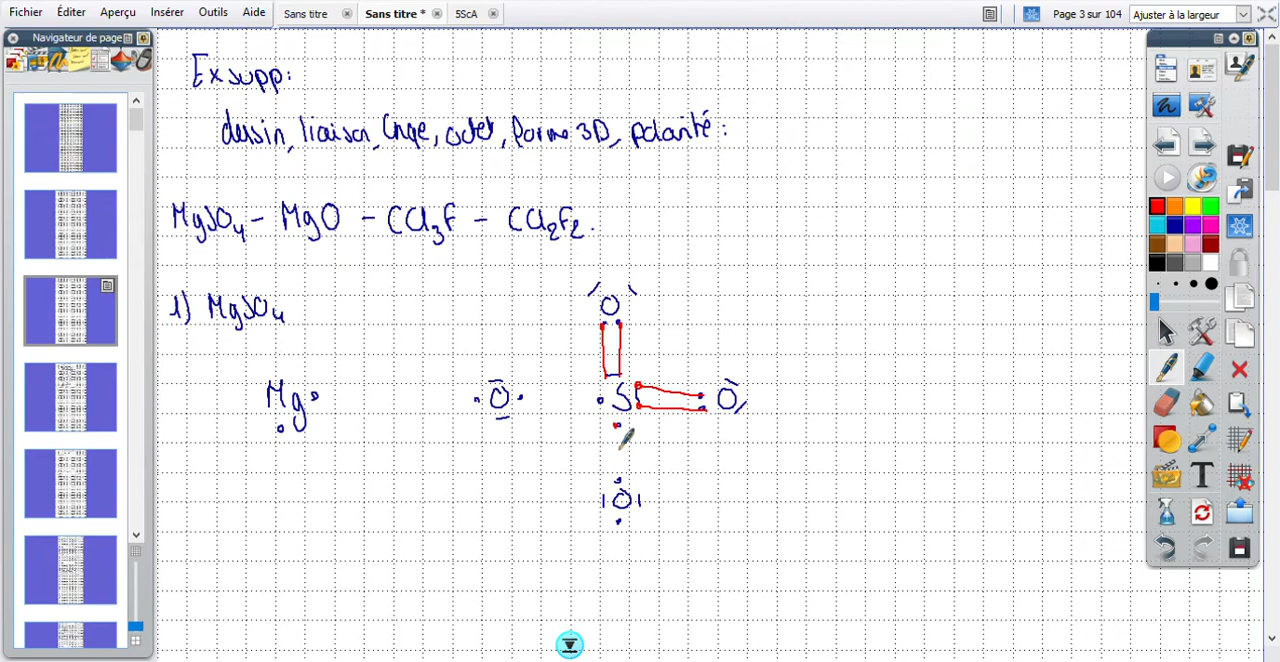 Fichier Éditer Aperçu Insérer Outils Aide Sans titre Sans titre * 5ScA Page 3 sur 104 Ajuster à la largeur
Navigateur de page
Ex supp:
dessin, liaison, Lnge, octet, forme 3D, polarité:
MgSO4 - MgO - CCl3F - CCl2F2.
1) MgSO4
O
Mg O S O
O
T